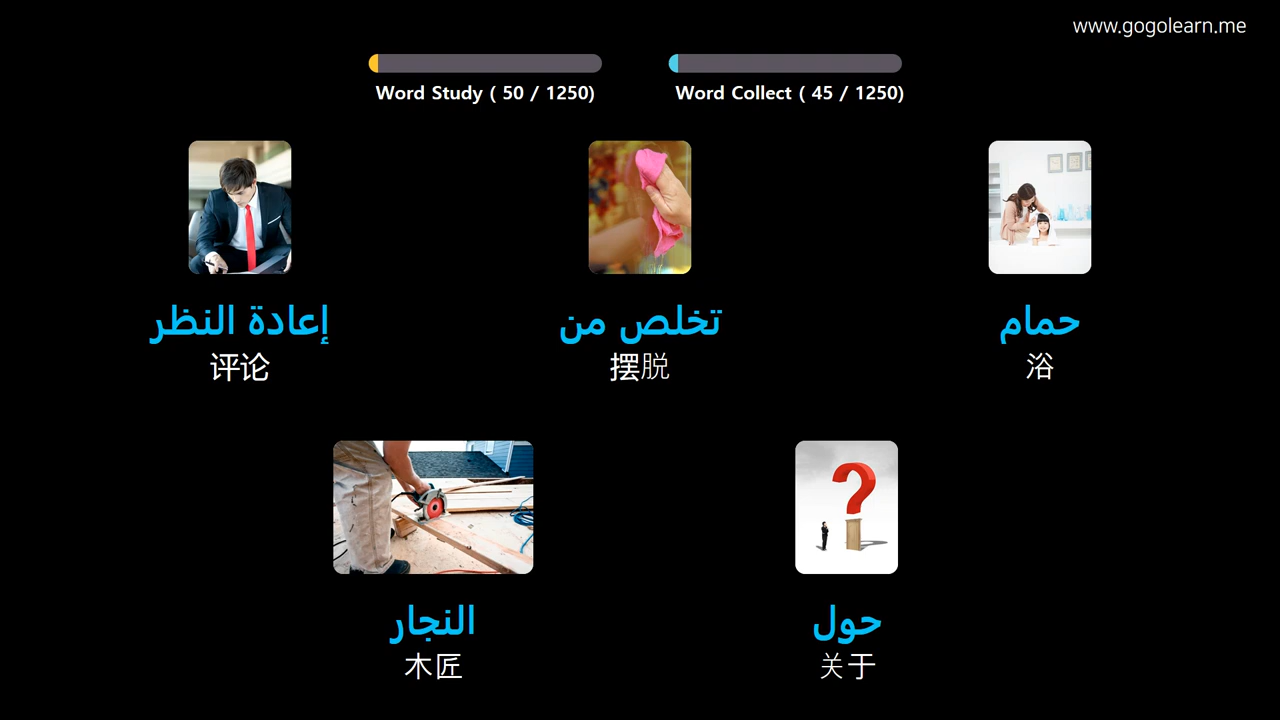 www.gogolearn.me
Word Study ( 50 / 1250)
Word Collect ( 45 / 1250)
إعادة النظر
评论
تخلص من
摆脱
حمام
浴
النجار
木匠
حول
关于